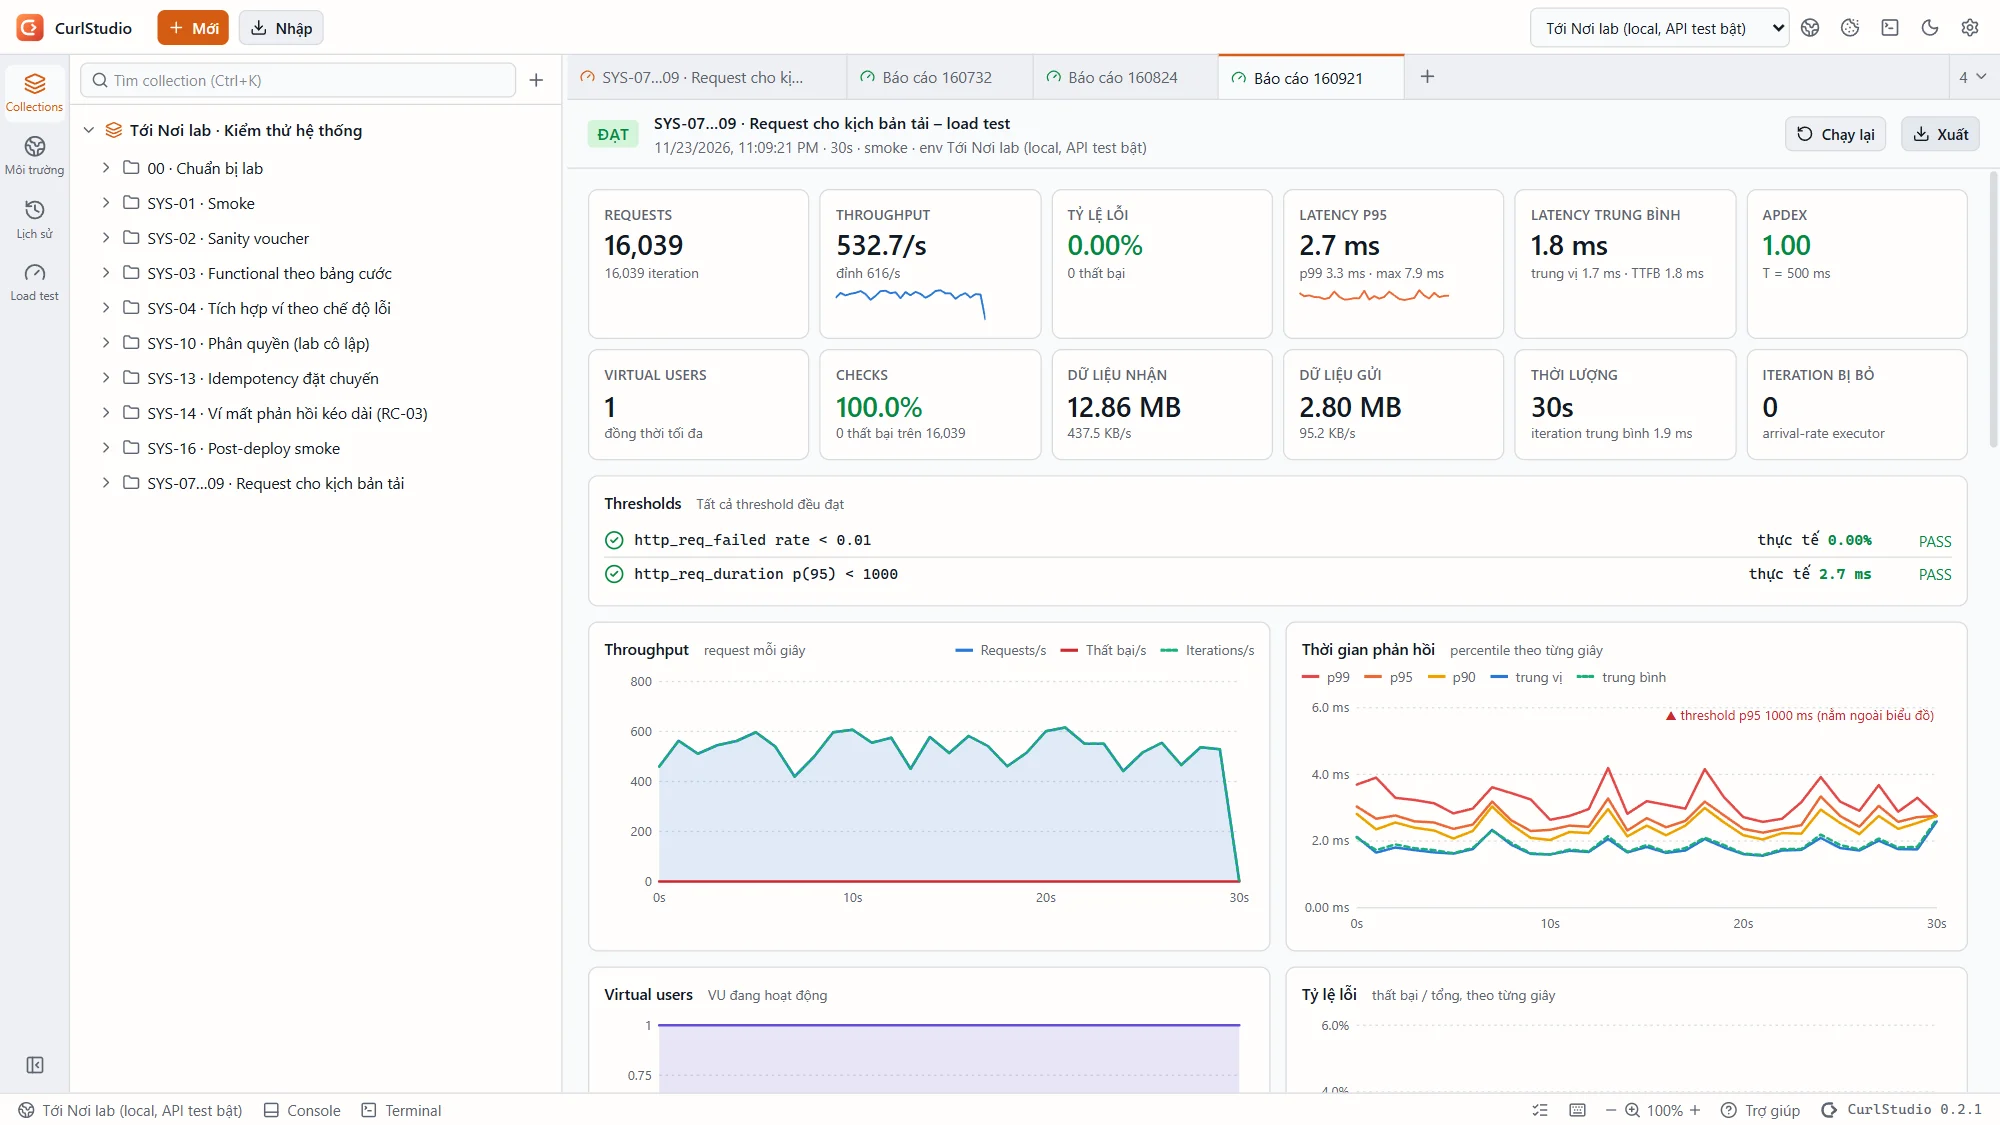 CurlStudio
Mới
Nhập
Tới Nơi lab (local, API test bật)
Collections
Môi trường
Lịch sử
Load test
Tìm collection (Ctrl+K)
Tới Nơi lab · Kiểm thử hệ thống
00 · Chuẩn bị lab
SYS-01 · Smoke
SYS-02 · Sanity voucher
SYS-03 · Functional theo bảng cước
SYS-04 · Tích hợp ví theo chế độ lỗi
SYS-10 · Phân quyền (lab cô lập)
SYS-13 · Idempotency đặt chuyến
SYS-14 · Ví mất phản hồi kéo dài (RC-03)
SYS-16 · Post-deploy smoke
SYS-07…09 · Request cho kịch bản tải
SYS-07…09 · Request cho kị…
Báo cáo 160732
Báo cáo 160824
Báo cáo 160921
4
ĐẠT
SYS-07…09 · Request cho kịch bản tải – load test
11/23/2026, 11:09:21 PM · 30s · smoke · env Tới Nơi lab (local, API test bật)
Chạy lại
Xuất
REQUESTS
16,039
16,039 iteration
THROUGHPUT
532.7/s
đỉnh 616/s
TỶ LỆ LỖI
0.00%
0 thất bại
LATENCY P95
2.7 ms
p99 3.3 ms · max 7.9 ms
LATENCY TRUNG BÌNH
1.8 ms
trung vị 1.7 ms · TTFB 1.8 ms
APDEX
1.00
T = 500 ms
VIRTUAL USERS
1
đồng thời tối đa
CHECKS
100.0%
0 thất bại trên 16,039
DỮ LIỆU NHẬN
12.86 MB
437.5 KB/s
DỮ LIỆU GỬI
2.80 MB
95.2 KB/s
THỜI LƯỢNG
30s
iteration trung bình 1.9 ms
ITERATION BỊ BỎ
0
arrival-rate executor
Thresholds Tất cả threshold đều đạt
http_req_failed rate < 0.01 thực tế 0.00% PASS
http_req_duration p(95) < 1000 thực tế 2.7 ms PASS
Throughput request mỗi giây
Requests/s Thất bại/s Iterations/s
800
600
400
200
0
0s 10s 20s 30s
Thời gian phản hồi percentile theo từng giây
p99 p95 p90 trung vị trung bình
threshold p95 1000 ms (nằm ngoài biểu đồ)
6.0 ms
4.0 ms
2.0 ms
0.00 ms
0s 10s 20s 30s
Virtual users VU đang hoạt động
1
0.75
Tỷ lệ lỗi thất bại / tổng, theo từng giây
6.0%
4.0%
Tới Nơi lab (local, API test bật)
Console
Terminal
100%
Trợ giúp
CurlStudio 0.2.1